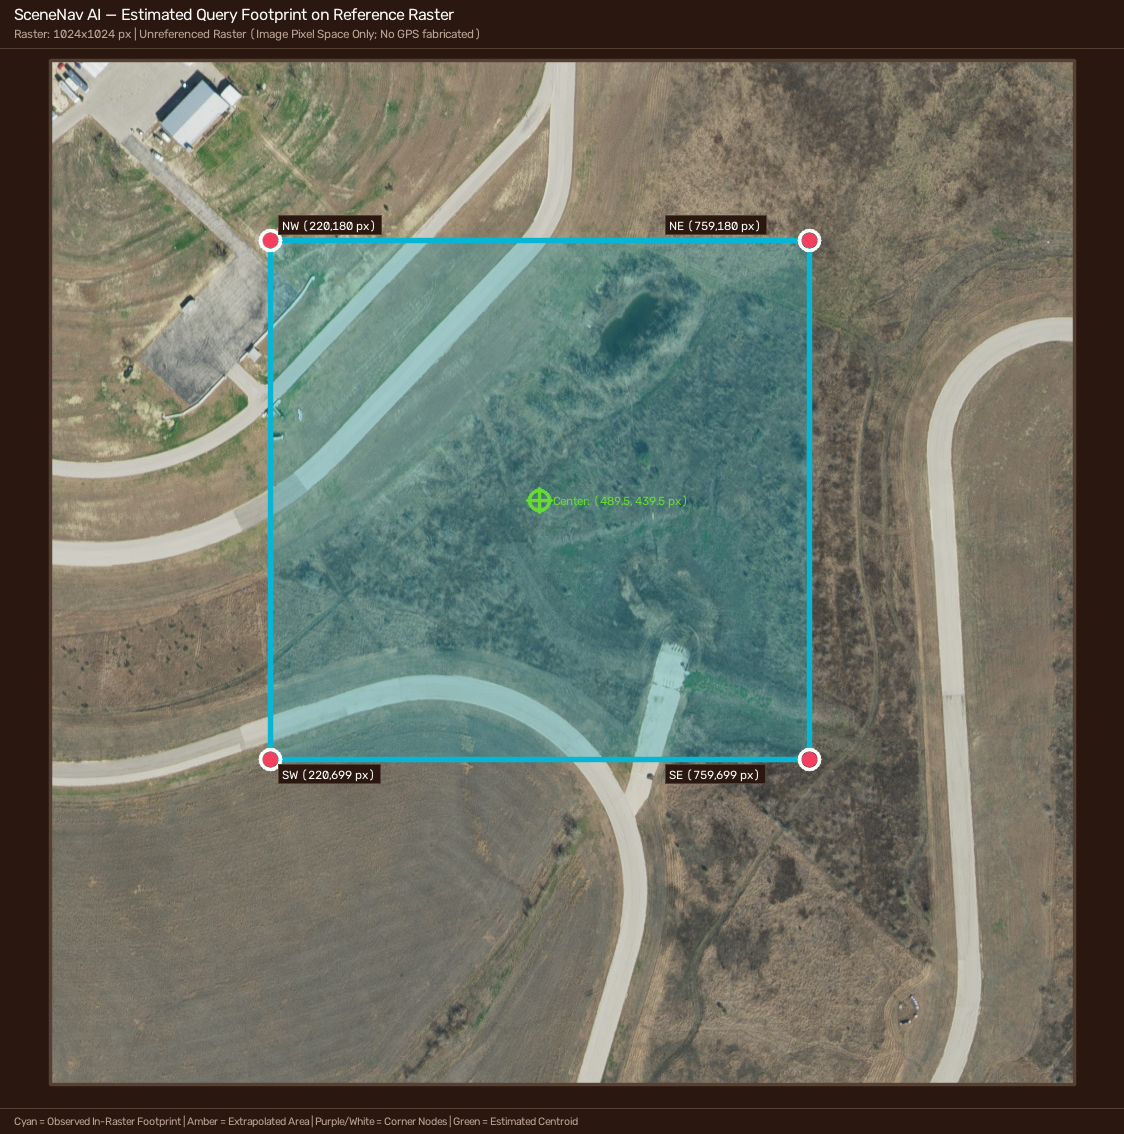 SceneNav AI — Estimated Query Footprint on Reference Raster
Raster: 1024x1024 px | Unreferenced Raster (Image Pixel Space Only; No GPS fabricated)
NW (220,180 px)
NE (759,180 px)
Center: (489.5, 439.5 px)
SW (220,699 px)
SE (759,699 px)
Cyan = Observed In-Raster Footprint | Amber = Extrapolated Area | Purple/White = Corner Nodes | Green = Estimated Centroid